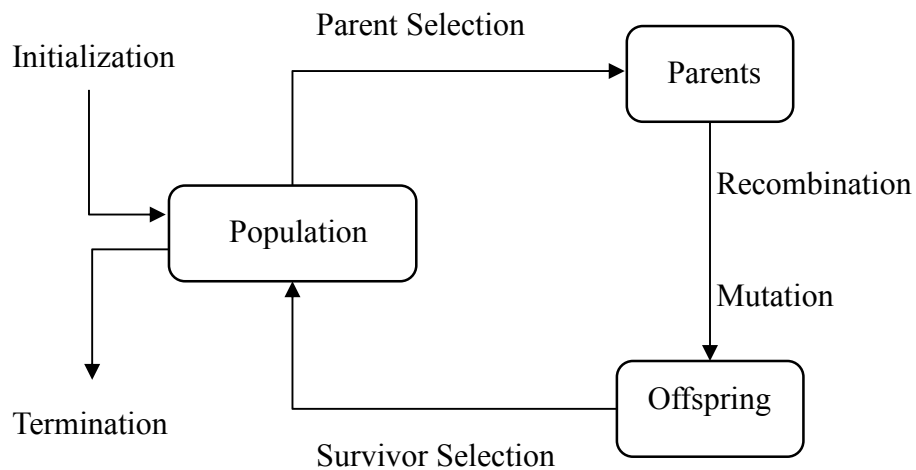 Parent Selection
Initialization
Parents
Recombination
Population
Mutation
Offspring
Termination
Survivor Selection